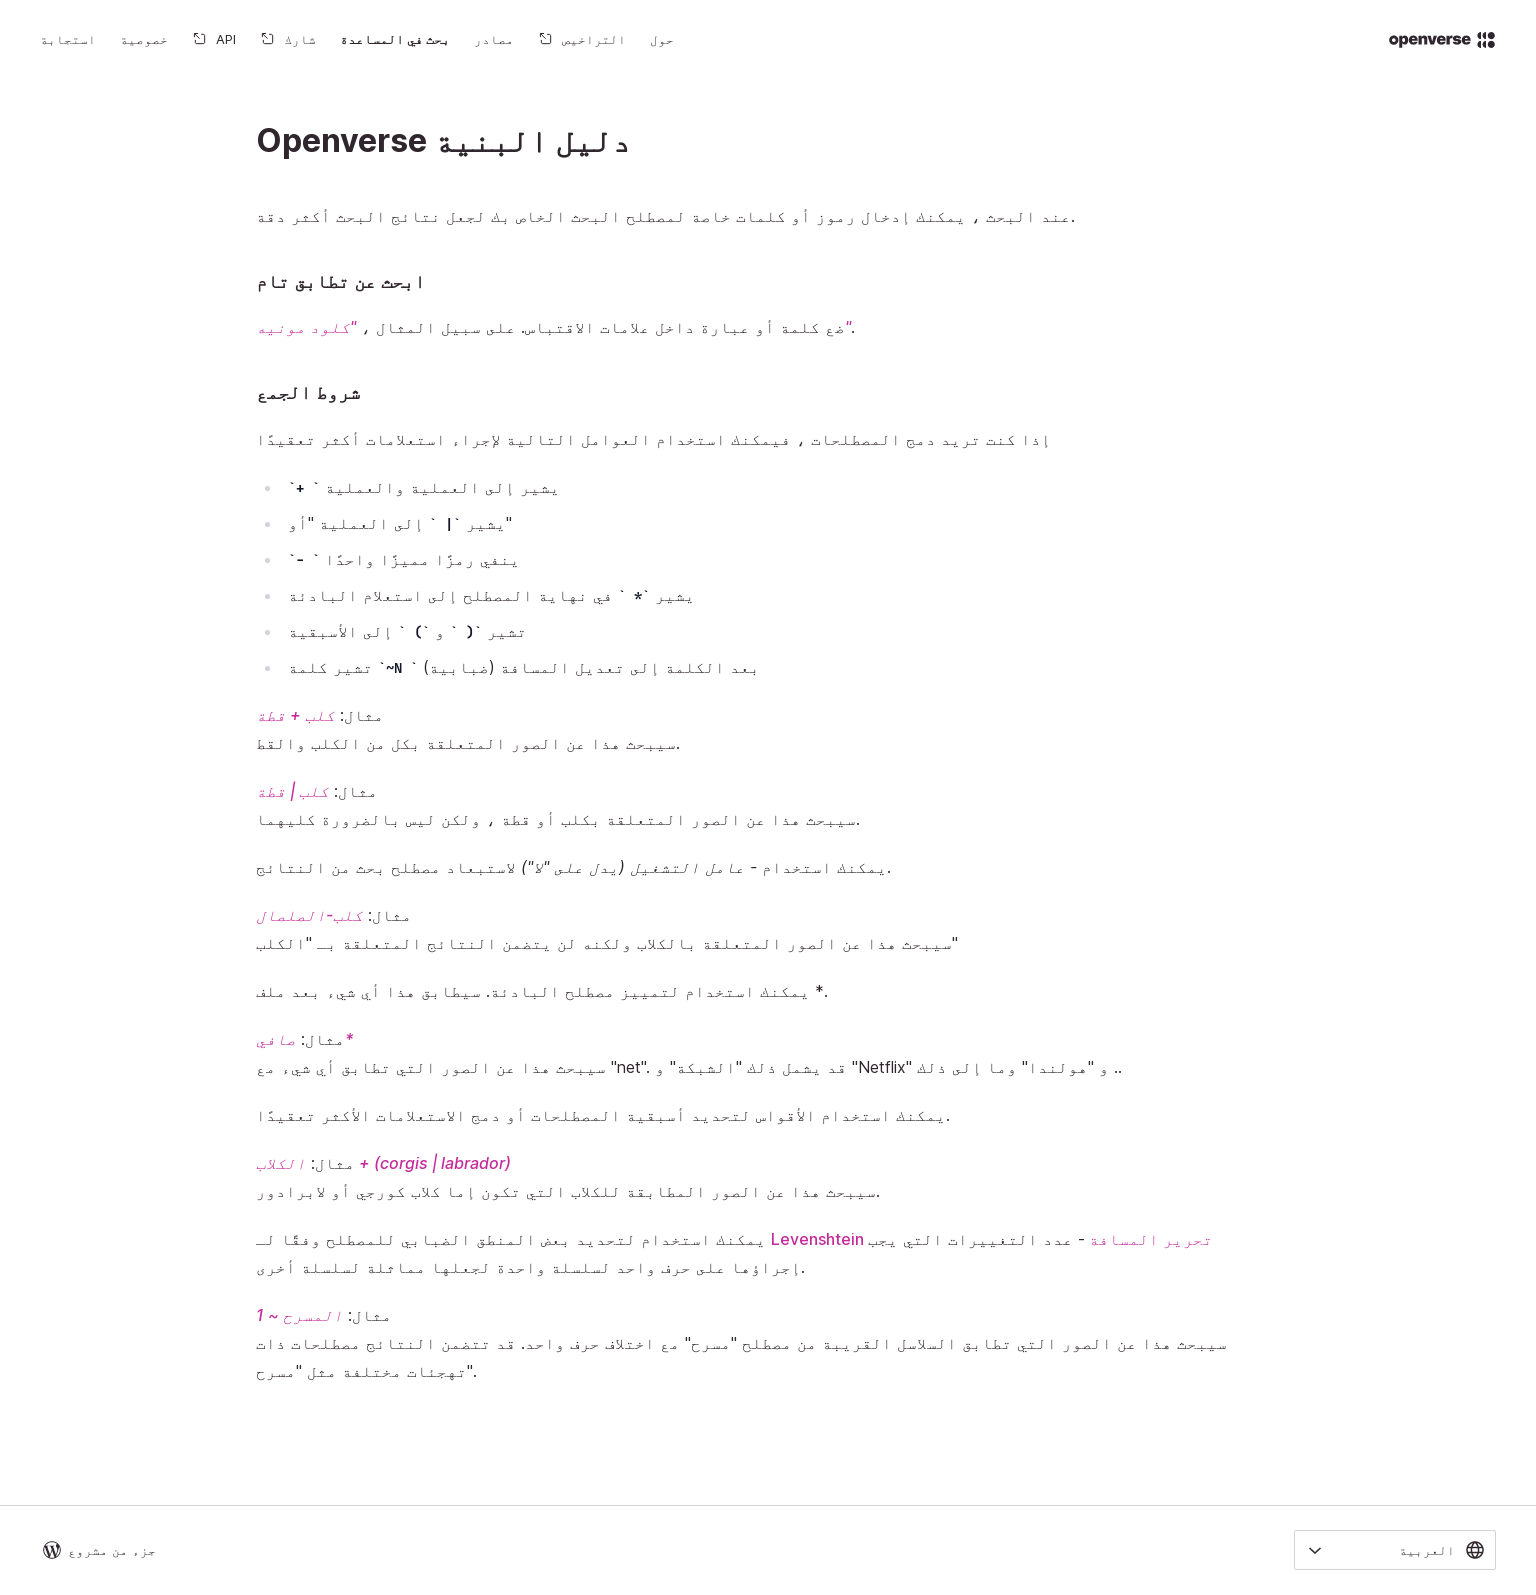 openverse
حول
التراخيص
مصادر
بحث في المساعدة
شارك
API
خصوصية
استجابة
دليل البنية Openverse
عند البحث ، يمكنك إدخال رموز أو كلمات خاصة لمصطلح البحث الخاص بك لجعل نتائج البحث أكثر دقة.
ابحث عن تطابق تام
ضع كلمة أو عبارة داخل علامات الاقتباس. على سبيل المثال ، "كلود مونيه".
شروط الجمع
إذا كنت تريد دمج المصطلحات ، فيمكنك استخدام العوامل التالية لإجراء استعلامات أكثر تعقيدًا
يشير إلى العملية والعملية ` +`
يشير `| ` إلى العملية "أو"
ينفي رمزًا مميزًا واحدًا ` -`
يشير `* ` في نهاية المصطلح إلى استعلام البادئة
تشير `( ` و `) ` إلى الأسبقية
بعد الكلمة إلى تعديل المسافة (ضبابية) ` ~N` تشير كلمة
مثال: كلب + قطة
سيبحث هذا عن الصور المتعلقة بكل من الكلب والقط.
مثال: كلب | قطة
سيبحث هذا عن الصور المتعلقة بكلب أو قطة ، ولكن ليس بالضرورة كليهما.
يمكنك استخدام - عامل التشغيل (يدل على "لا") لاستبعاد مصطلح بحث من النتائج.
مثال: كلب-الصلصال
سيبحث هذا عن الصور المتعلقة بالكلاب ولكنه لن يتضمن النتائج المتعلقة بـ "الكلب"
* يمكنك استخدام لتمييز مصطلح البادئة. سيطابق هذا أي شيء بعد ملف.
مثال: صافي*
سيبحث هذا عن الصور التي تطابق أي شيء مع "net". قد يشمل ذلك "الشبكة" و "Netflix" و "هولندا" وما إلى ذلك ..
يمكنك استخدام الأقواس لتحديد أسبقية المصطلحات أو دمج الاستعلامات الأكثر تعقيدًا.
مثال: الكلاب + (corgis | labrador)
سيبحث هذا عن الصور المطابقة للكلاب التي تكون إما كلاب كورجي أو لابرادور.
يمكنك استخدام لتحديد بعض المنطق الضبابي للمصطلح وفقًا لـ Levenshtein تحرير المسافة - عدد التغييرات التي يجب
إجراؤها على حرف واحد لسلسلة واحدة لجعلها مماثلة لسلسلة أخرى.
مثال: المسرح ~ 1
سيبحث هذا عن الصور التي تطابق السلاسل القريبة من مصطلح "مسرح" مع اختلاف حرف واحد. قد تتضمن النتائج مصطلحات ذات
تهجئات مختلفة مثل "مسرح".
العربية
جزء من مشروع